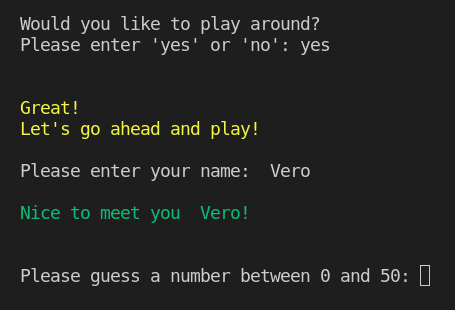 Would you like to play around?
Please enter 'yes' or 'no': yes
Great!
Let's go ahead and play!
Please enter your name:  Vero
Nice to meet you  Vero!
Please guess a number between 0 and 50: